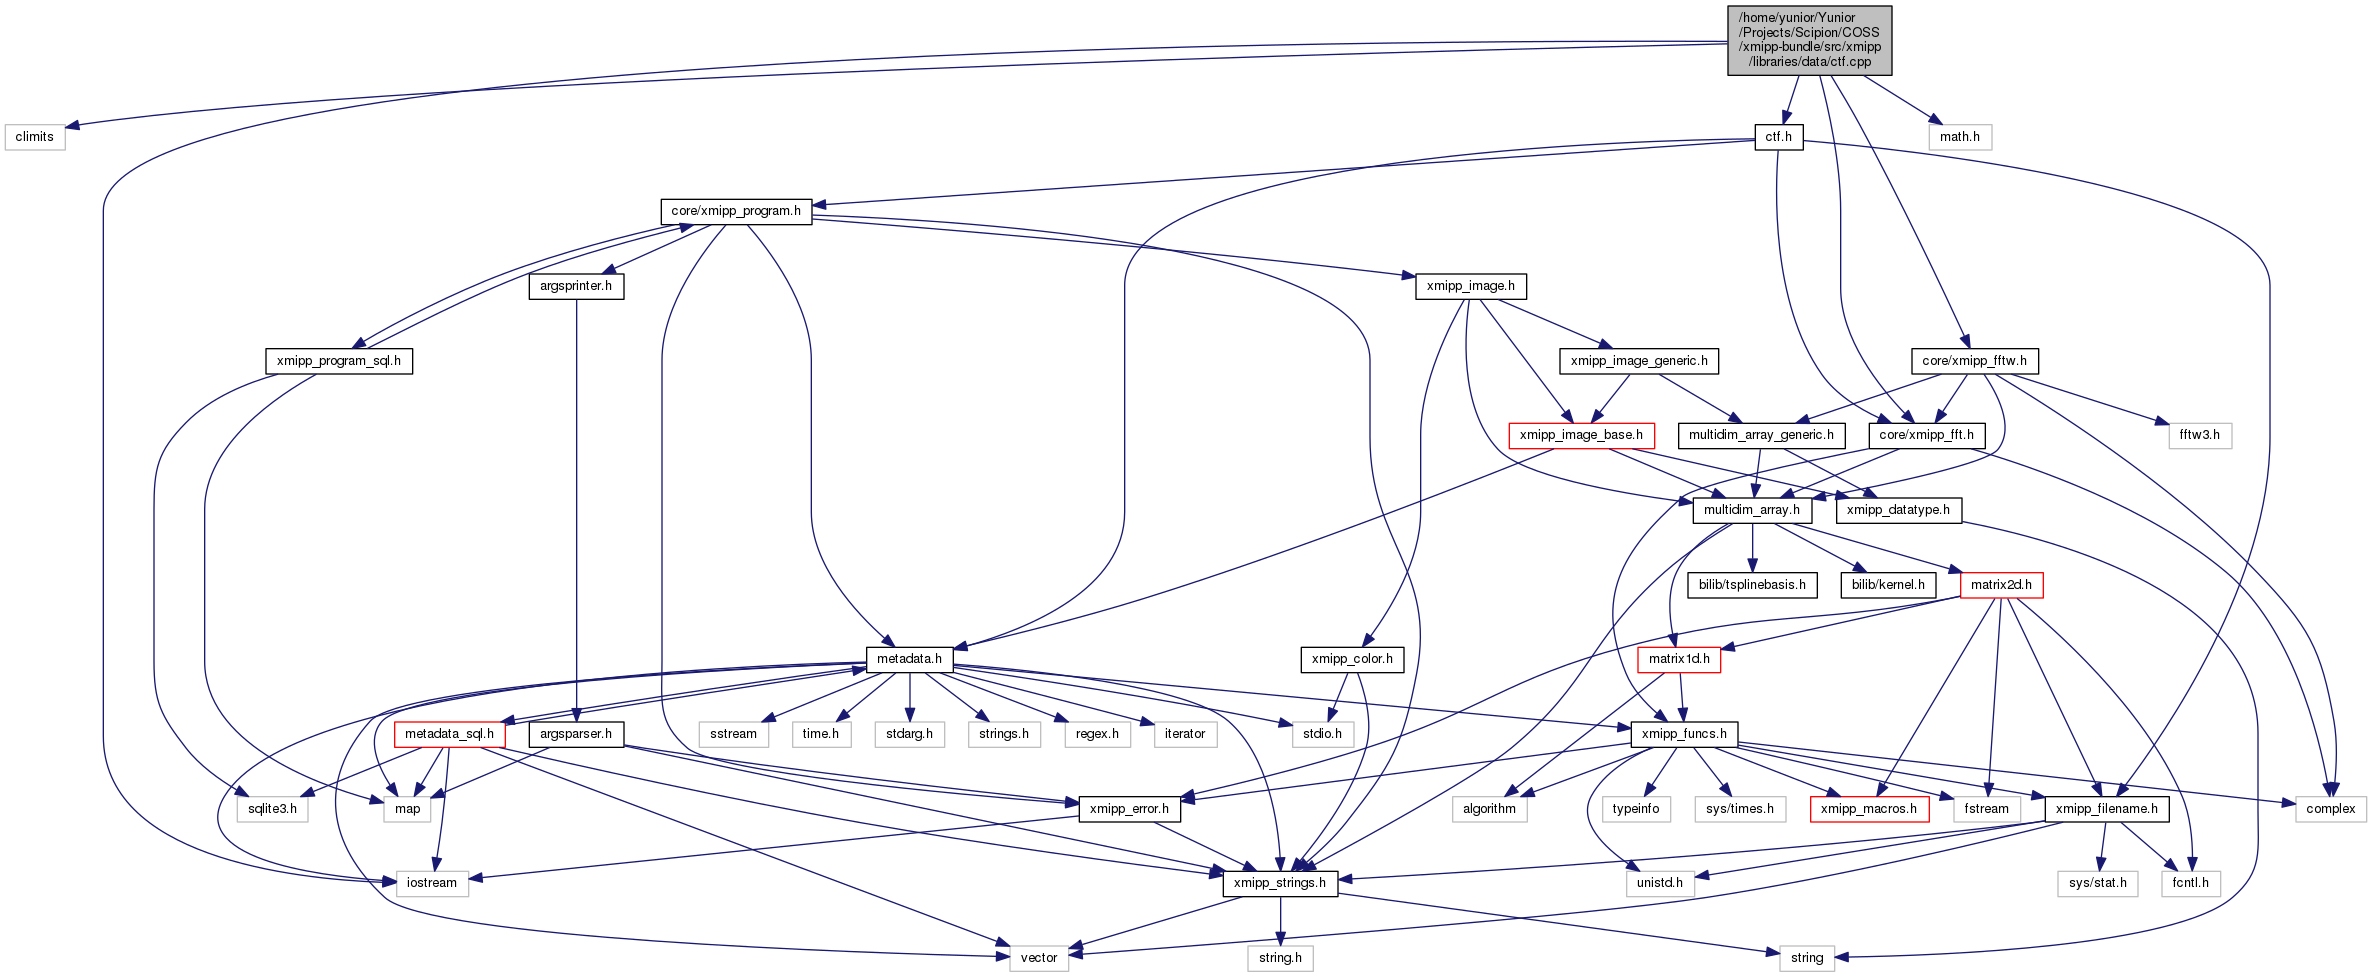 /home/yunior/Yunior
/Projects/Scipion/COSS
/xmipp-bundle/src/xmipp
/libraries/data/ctf.cpp
climits
ctf.h
math.h
core/xmipp_program.h
argsprinter.h
xmipp_image.h
xmipp_program_sql.h
xmipp_image_generic.h
core/xmipp_fftw.h
xmipp_image_base.h
multidim_array_generic.h
core/xmipp_fft.h
fftw3.h
multidim_array.h
xmipp_datatype.h
bilib/tsplinebasis.h
bilib/kernel.h
matrix2d.h
metadata.h
xmipp_color.h
matrix1d.h
metadata_sql.h
argsparser.h
sstream
time.h
stdarg.h
strings.h
regex.h
iterator
stdio.h
xmipp_funcs.h
sqlite3.h
map
xmipp_error.h
algorithm
typeinfo
sys/times.h
xmipp_macros.h
fstream
xmipp_filename.h
complex
iostream
xmipp_strings.h
unistd.h
sys/stat.h
fcntl.h
vector
string.h
string